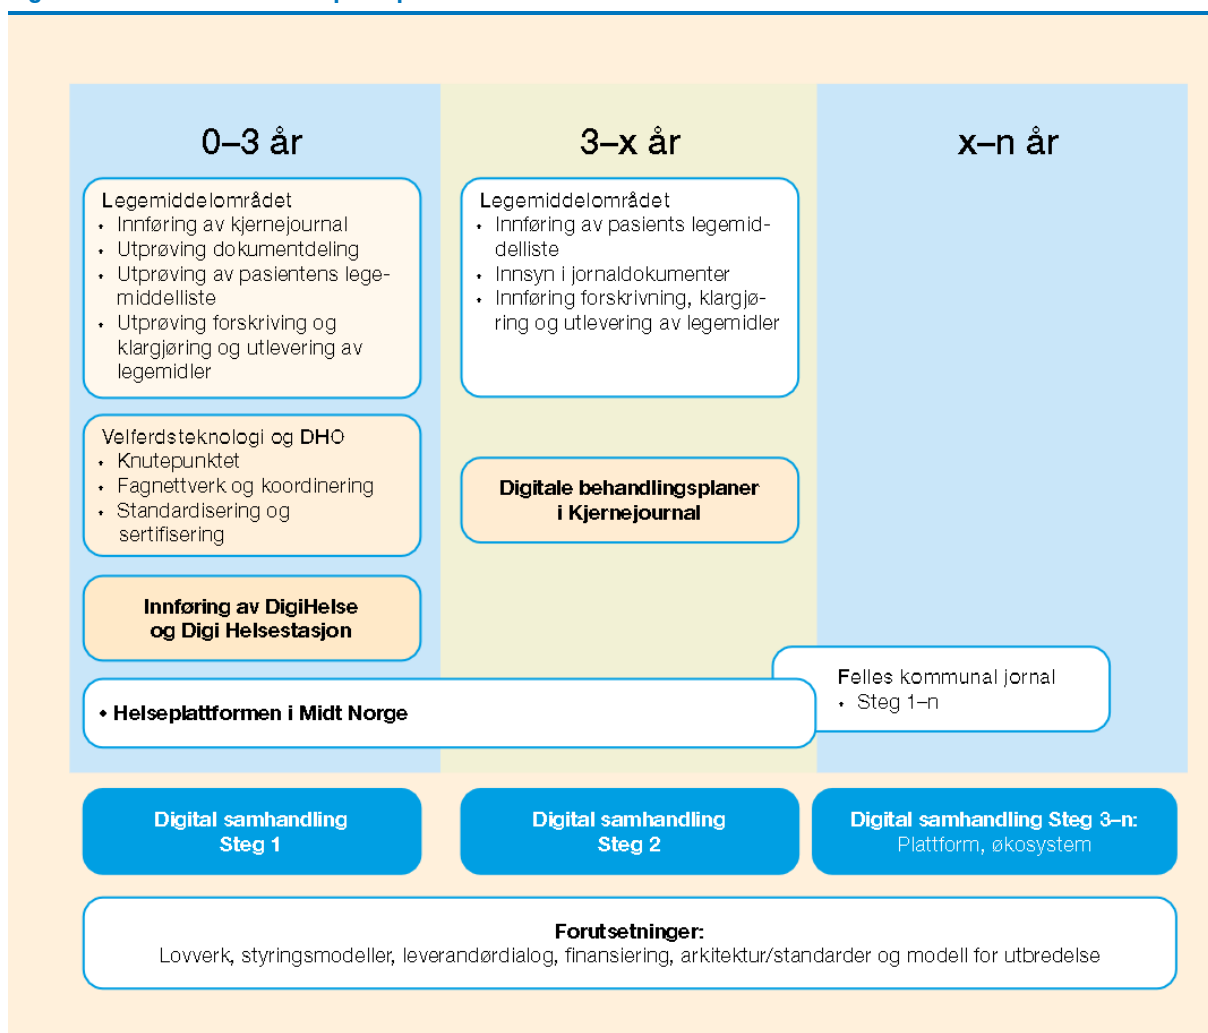 0–3 år
Legemiddelområdet
• Innføring av kjernejournal
• Utprøving dokumentdeling
• Utprøving av pasientens lege-
middelliste
• Utprøving forskriving og
klargjøring og utlevering av
legemidler
Velferdsteknologi og DHO
• Knutepunktet
• Fagnettverk og koordinering
• Standardisering og
sertifisering
Innføring av DigiHelse
og Digi Helsestasjon
3–x år
Legemiddelområdet
• Innføring av pasients legemid-
delliste
• Innsyn i jornaldokumenter
• Innføring forskrivning, klargjø-
ring og utlevering av legemidler
Digitale behandlingsplaner
i Kjernejournal
x–n år
• Helseplattformen i Midt Norge
Felles kommunal jornal
• Steg 1–n
Digital samhandling
Steg 1
Digital samhandling
Steg 2
Digital samhandling Steg 3–n:
Plattform, økosystem
Forutsetninger:
Lovverk, styringsmodeller, leverandørdialog, finansiering, arkitektur/standarder og modell for utbredelse